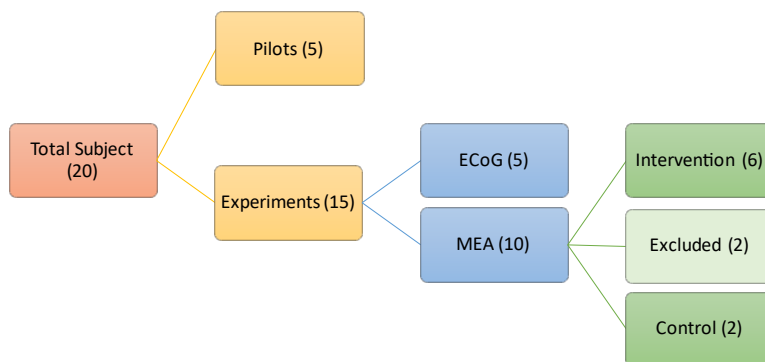 Pilots (5)
Total Subject
(20)
Experiments (15)
ECoG (5)
MEA (10)
Intervention (6)
Excluded (2)
Control (2)